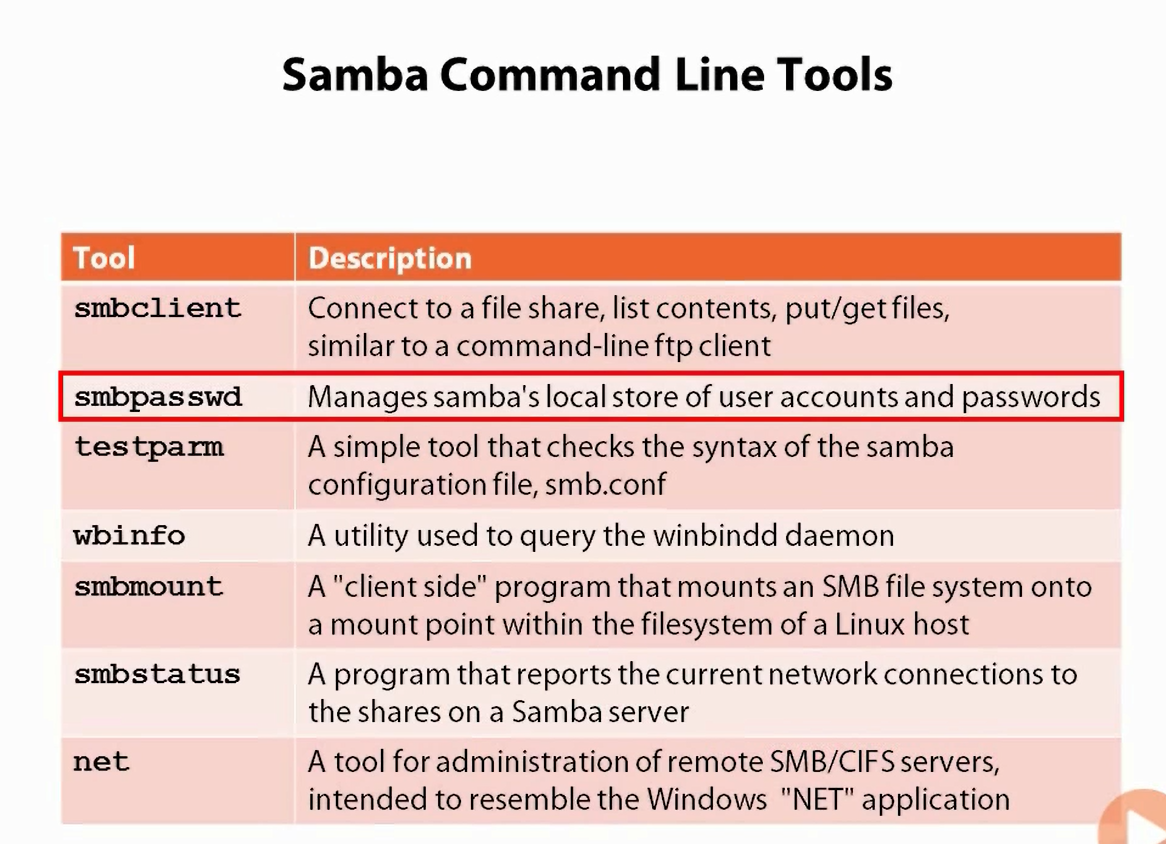 Samba Command Line Tools
Tool Description
smbclient Connect to a file share, list contents, put/get files,
similar to a command-line ftp client
smbpasswd Manages samba's local store of user accounts and passwords
testparm A simple tool that checks the syntax of the samba
configuration file, smb.conf
wbinfo A utility used to query the winbindd daemon
smbmount A "client side" program that mounts an SMB file system onto
a mount point within the filesystem of a Linux host
smbstatus A program that reports the current network connections to
the shares on a Samba server
net A tool for administration of remote SMB/CIFS servers,
intended to resemble the Windows "NET" application